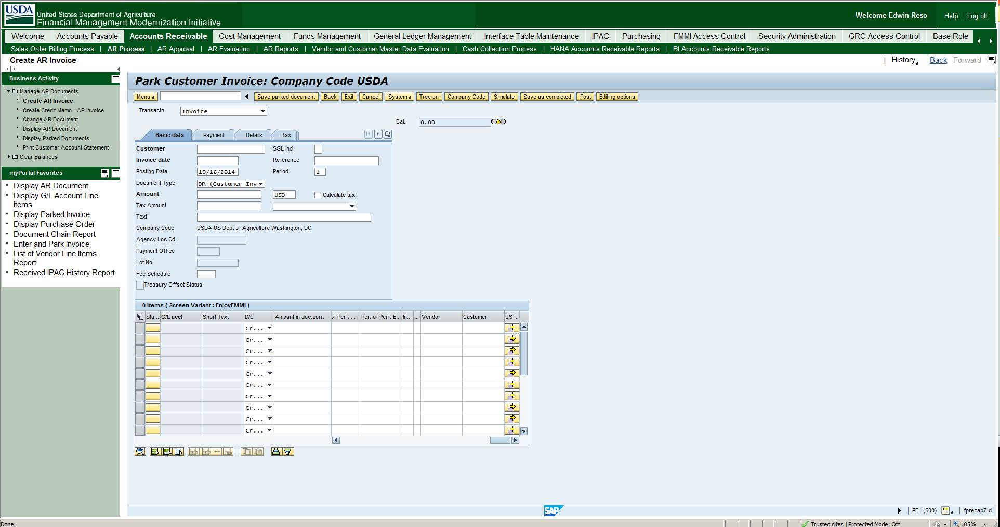 USDA
United States Department of Agriculture
Financial Management Modernization Initiative
Welcome Edwin Reso
Help
Log off
Welcome
Accounts Payable
Accounts Receivable
Cost Management
Funds Management
General Ledger Management
Interface Table Maintenance
IPAC
Purchasing
FMMI Access Control
Security Administration
GRC Access Control
Base Role
Sales Order Billing Process | AR Process | AR Approval | AR Evaluation | AR Reports | Vendor and Customer Master Data Evaluation | Cash Collection Process | HANA Accounts Receivable Reports | BI Accounts Receivable Reports
Create AR Invoice
| History
Back
Forward
Business Activity
Manage AR Documents
Create AR Invoice
Create Credit Memo - AR Invoice
Change AR Document
Display AR Document
Display Parked Documents
Print Customer Account Statement
Clear Balances
myPortal Favorites
Display AR Document
Display G/L Account Line
Items
Display Parked Invoice
Display Purchase Order
Document Chain Report
Enter and Park Invoice
List of Vendor Line Items
Report
Received IPAC History Report
Park Customer Invoice: Company Code USDA
Menu
Save parked document
Back
Exit
Cancel
System
Tree on
Company Code
Simulate
Save as completed
Post
Editing options
Transactn
Invoice
Bal.
0.00
Basic data
Payment
Details
Tax
Customer
SGL Ind
Invoice date
Reference
Posting Date
10/16/2014
Period
1
Document Type
DR (Customer Inv
Amount
USD
Calculate tax
Tax Amount
Text
Company Code
USDA US Dept of Agriculture Washington, DC
Agency Loc Cd
Payment Office
Lot No.
Fee Schedule
Treasury Offset Status
0 Items ( Screen Variant : EnjoyFMMI )
Sta...
G/L acct
Short Text
D/C
Amount in doc.curr.
of Perf. ...
Per. of Perf. E...
In...
...
Vendor
Customer
US ...
Cr...
Cr...
Cr...
Cr...
Cr...
Cr...
Cr...
Cr...
Cr...
Cr...
SAP
PE1 (500)
fprecap7-d
Done
Trusted sites | Protected Mode: Off
105%